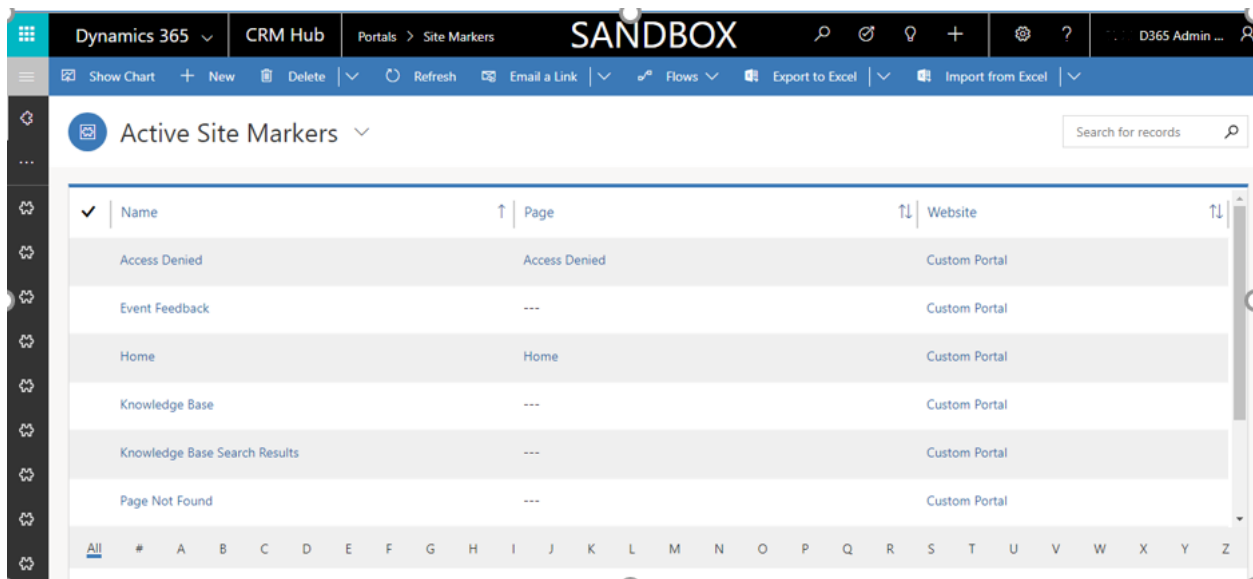 Dynamics 365 CRM Hub Portals > Site Markers SANDBOX + ? D365 Admin ...
Show Chart + New Delete Refresh Email a Link Flows Export to Excel Import from Excel
Active Site Markers
Search for records
...
Name Page Website
Access Denied Access Denied Custom Portal
Event Feedback --- Custom Portal
Home Home Custom Portal
Knowledge Base --- Custom Portal
Knowledge Base Search Results --- Custom Portal
Page Not Found --- Custom Portal
All # A B C D E F G H I J K L M N O P Q R S T U V W X Y Z